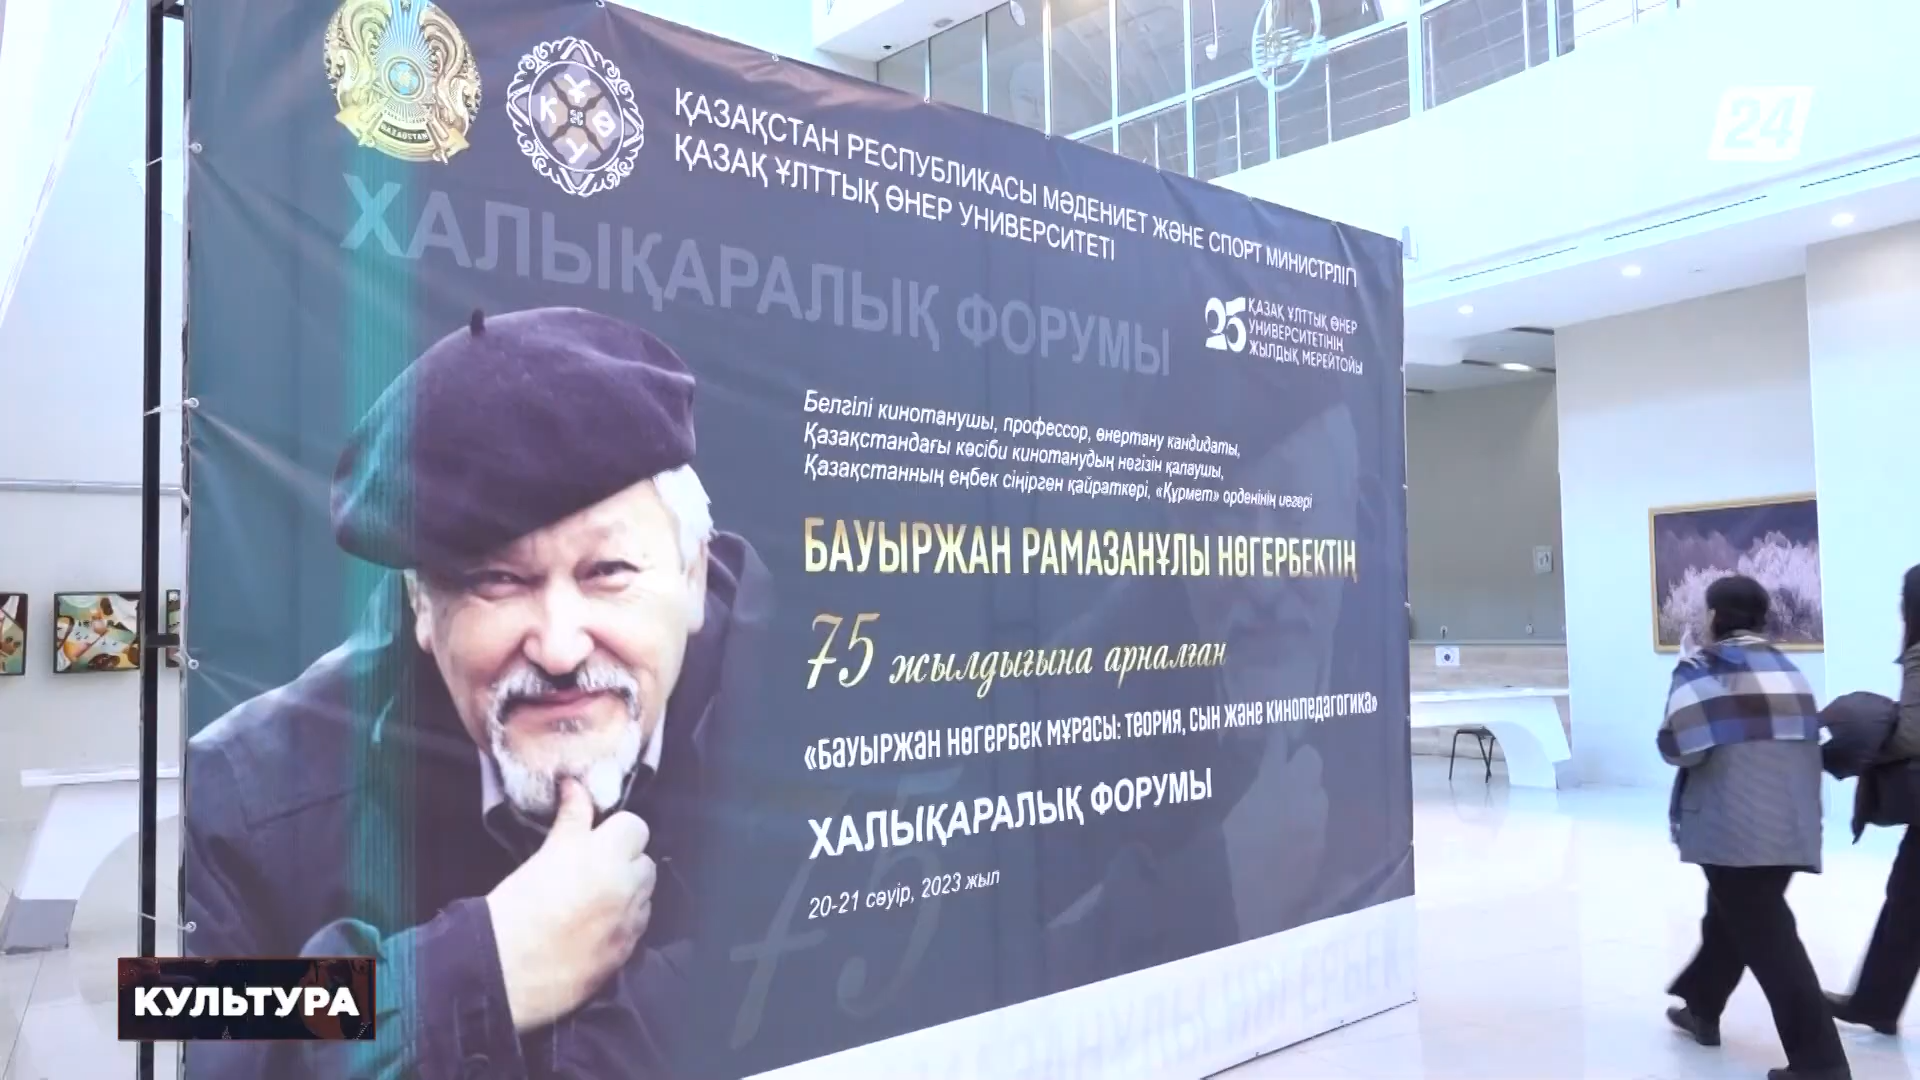 ҚАЗАҚСТАН РЕСПУБЛИКАСЫ МӘДЕНИЕТ ЖӘНЕ СПОРТ МИНИСТРЛІГІ
ҚАЗАҚ ҰЛТТЫҚ ӨНЕР УНИВЕРСИТЕТІ
24
ХАЛЫҚАРАЛЫҚ ФОРУМЫ
25 ҚАЗАҚ ҰЛТТЫҚ ӨНЕР
УНИВЕРСИТЕТІНІҢ
ЖЫЛДЫҚ МЕРЕЙТОЙЫ
Белгілі кинотанушы, профессор, өнертану кандидаты,
Қазақстандағы кәсіби кинотанудың негізін қалаушы,
Қазақстанның еңбек сіңірген қайраткері, «Құрмет» орденінің иегері
БАУЫРЖАН РАМАЗАНҰЛЫ НӨГЕРБЕКТІҢ
75 жылдығына арналған
«БАУЫРЖАН НӨГЕРБЕК МҰРАСЫ: ТЕОРИЯ, СЫН ЖӘНЕ КИНОПЕДАГОГИКА»
ХАЛЫҚАРАЛЫҚ ФОРУМЫ
20-21 сәуір, 2023 жыл
75
КУЛЬТУРА